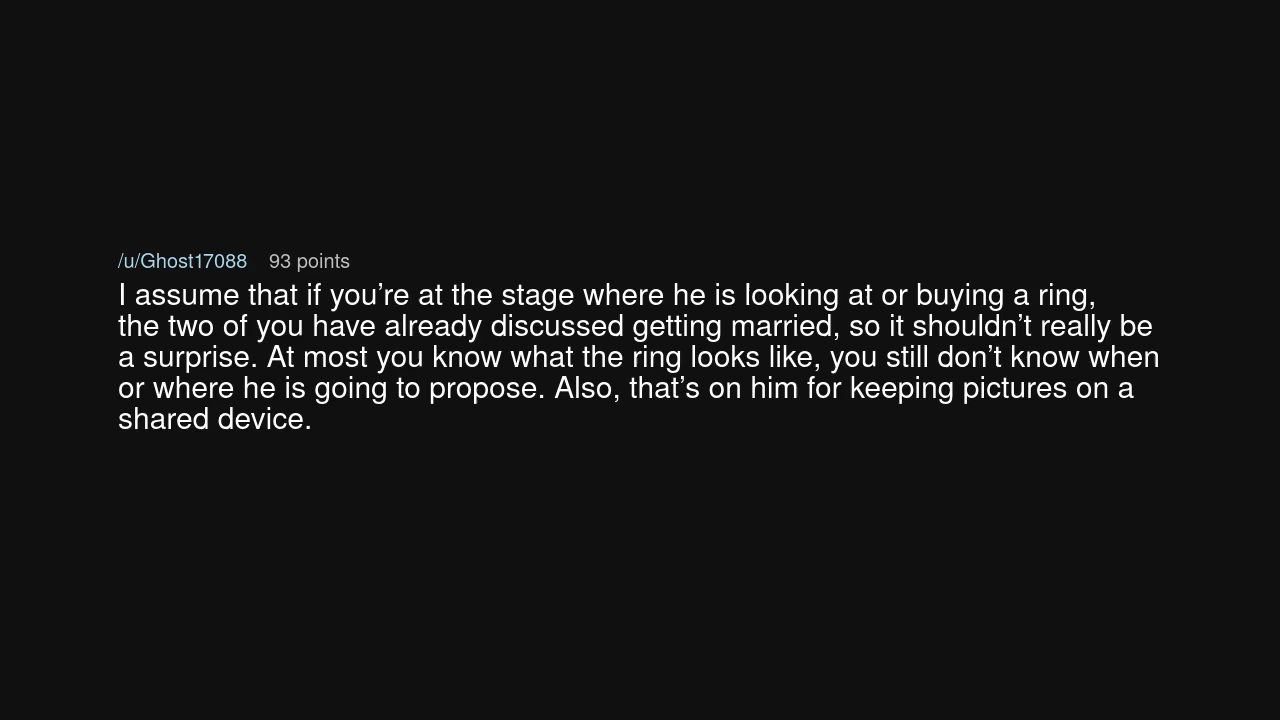 /u/Ghost17088 93 points
I assume that if you’re at the stage where he is looking at or buying a ring,
the two of you have already discussed getting married, so it shouldn’t really be
a surprise. At most you know what the ring looks like, you still don’t know when
or where he is going to propose. Also, that’s on him for keeping pictures on a
shared device.